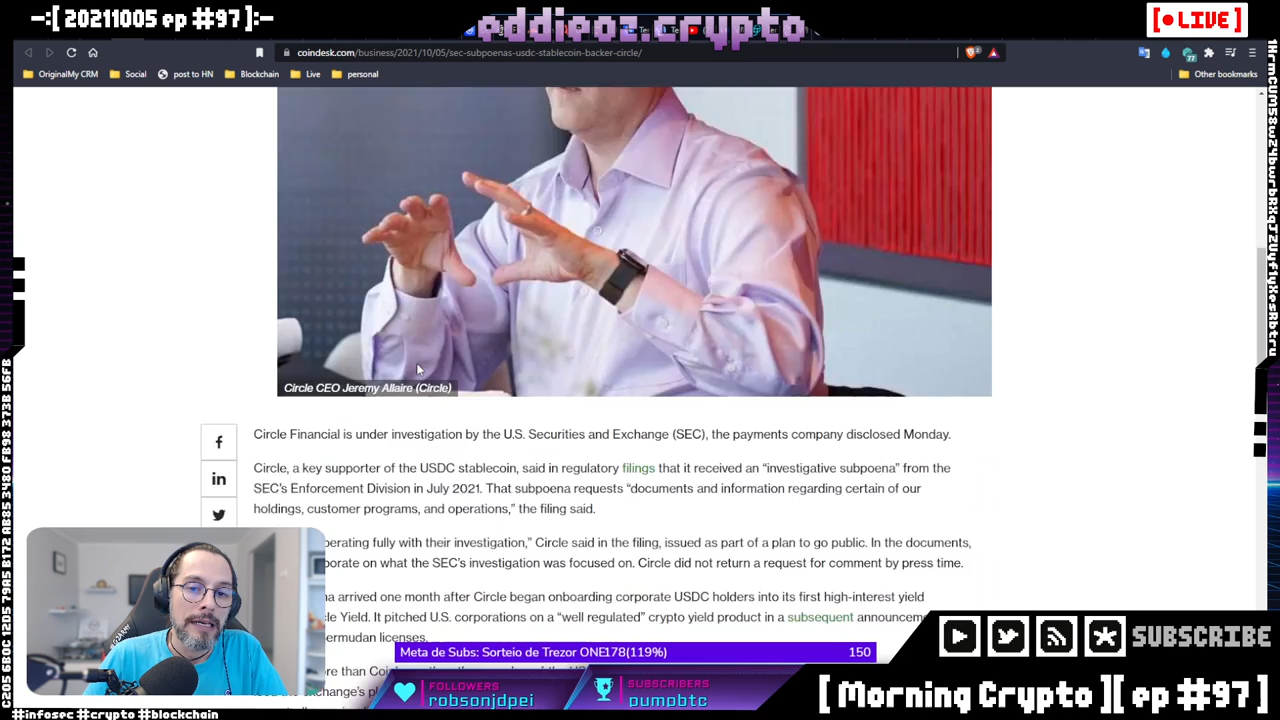 -:[ 20211005 ep #97 ]:-
eddieoz.crypto
[● LIVE]
coindesk.com/business/2021/10/05/sec-subpoenas-usdc-stablecoin-backer-circle/
OriginalMy CRM
Social
post to HN
Blockchain
Live
personal
Other bookmarks
Circle CEO Jeremy Allaire (Circle)
Circle Financial is under investigation by the U.S. Securities and Exchange (SEC), the payments company disclosed Monday.
Circle, a key supporter of the USDC stablecoin, said in regulatory filings that it received an “investigative subpoena” from the
SEC’s Enforcement Division in July 2021. That subpoena requests “documents and information regarding certain of our
holdings, customer programs, and operations,” the filing said.
perating fully with their investigation,” Circle said in the filing, issued as part of a plan to go public. In the documents,
porate on what the SEC’s investigation was focused on. Circle did not return a request for comment by press time.
na arrived one month after Circle began onboarding corporate USDC holders into its first high-interest yield
cle Yield. It pitched U.S. corporations on a “well regulated” crypto yield product in a subsequent announcem
ermudan licenses.
Meta de Subs: Sorteio de Trezor ONE178(119%)
150
FOLLOWERS
robsonjdpei
SUBSCRIBERS
pumpbtc
SUBSCRIBE
[ Morning Crypto ][ ep #97 ]
#infosec #crypto #blockchain